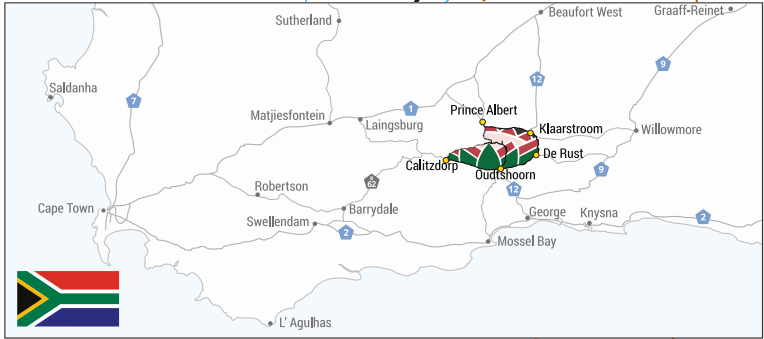 Sutherland
Beaufort West
Graaff-Reinet
9
12
Saldanha
7
1
Prince Albert
Matjiesfontein
Laingsburg
Klaarstroom
Willowmore
De Rust
Calitzdorp
Oudtshoorn
9
R
62
12
Robertson
Cape Town
Barrydale
George
Knysna
2
Swellendam
2
Mossel Bay
L' Agulhas